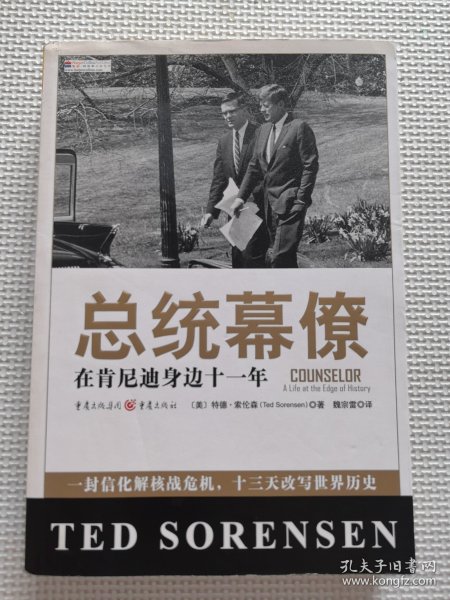 总统幕僚
在肯尼迪身边十一年
COUNSELOR
A Life at the Edge of History
重庆出版集团 重庆出版社
〔美〕特德·索伦森(Ted Sorensen)◎著 魏宗雷◎译
一封信化解核战危机,十三天改写世界历史
TED SORENSEN
孔夫子旧书网
www.kongfz.com